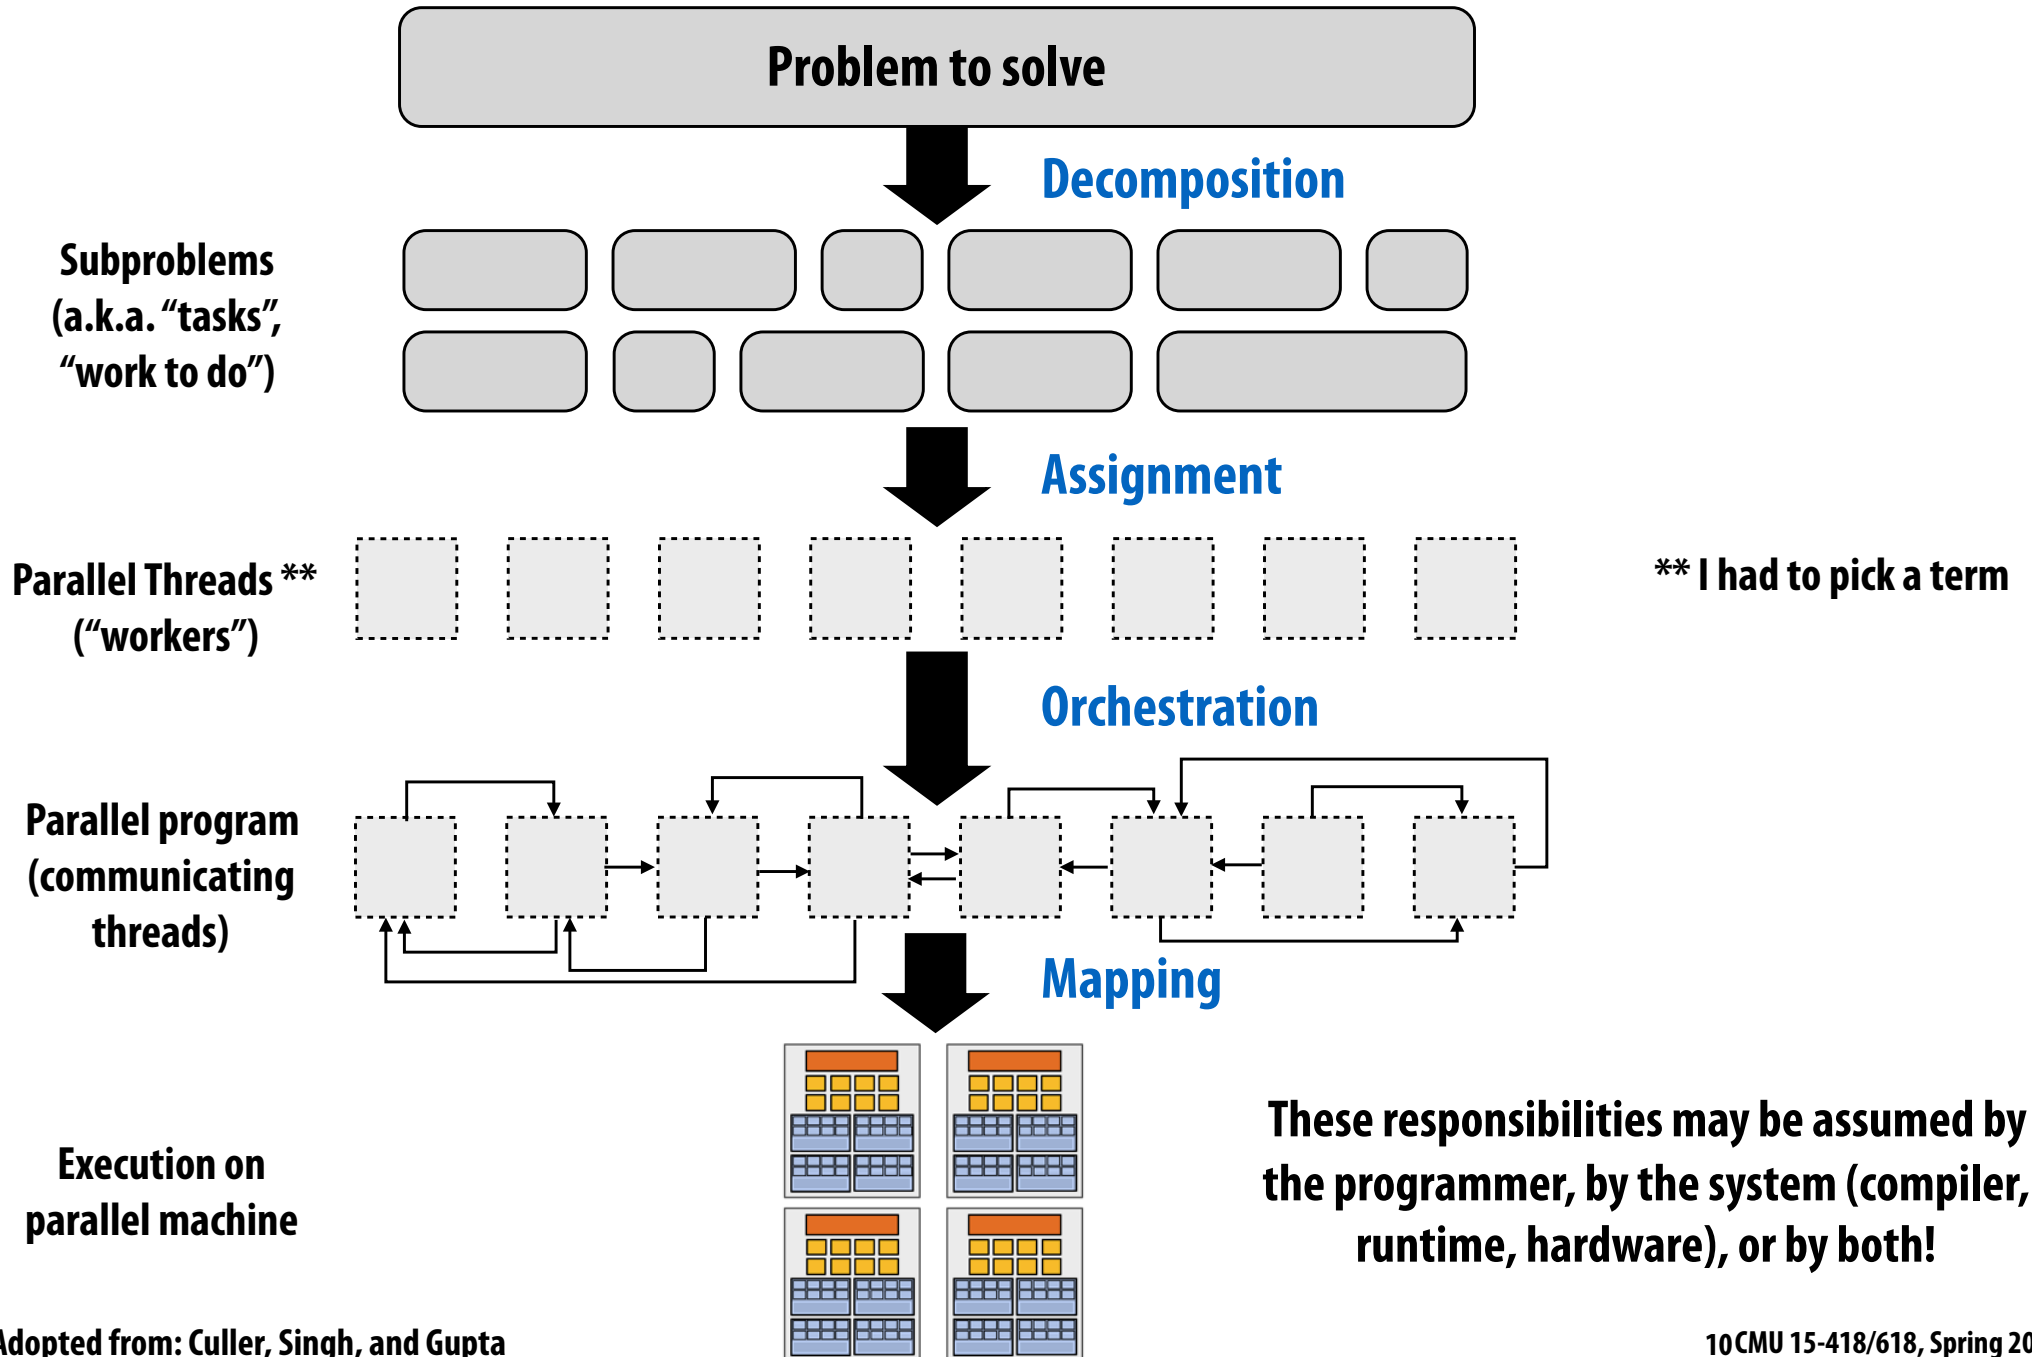 Problem to solve
Decomposition
Subproblems
(a.k.a. “tasks”,
“work to do”)
Assignment
Parallel Threads **
(“workers”)
** I had to pick a term
Orchestration
Parallel program
(communicating
threads)
Mapping
Execution on
parallel machine
These responsibilities may be assumed by
the programmer, by the system (compiler,
runtime, hardware), or by both!
Adopted from: Culler, Singh, and Gupta
10 CMU 15-418/618, Spring 20